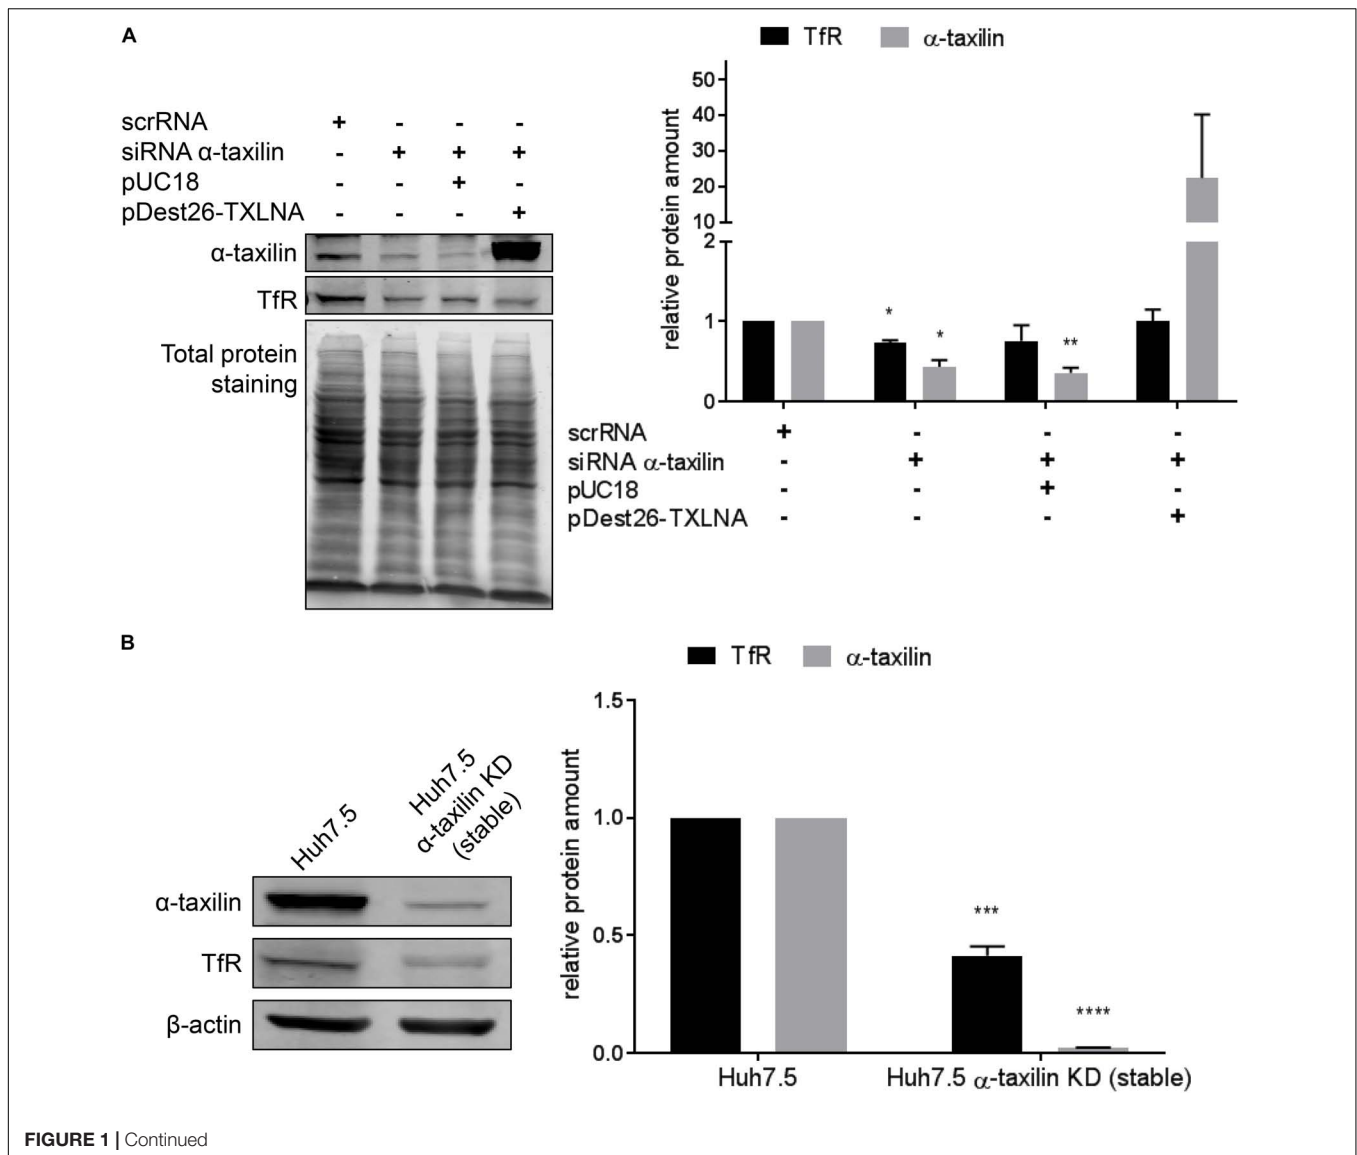 A
scrRNA + - - -
siRNA α-taxilin - + + +
pUC18 - - + -
pDest26-TXLNA - - - +
α-taxilin
TfR
Total protein
staining
TfR α-taxilin
relative protein amount
50
40
30
20
10
2
1
0
* * **
scrRNA + - - -
siRNA α-taxilin - + + +
pUC18 - - + -
pDest26-TXLNA - - - +
B
Huh7.5
Huh7.5
α-taxilin KD
(stable)
α-taxilin
TfR
β-actin
TfR α-taxilin
relative protein amount
1.5
1.0
0.5
0.0
***
****
Huh7.5 Huh7.5 α-taxilin KD (stable)
FIGURE 1 | Continued